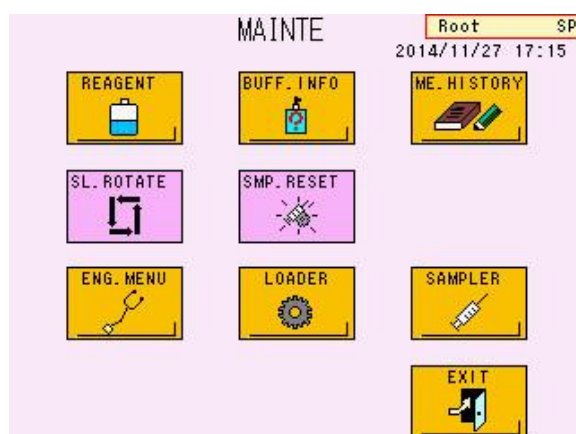 MAINTE
Root SP
2014/11/27 17:15
REAGENT
BUFF.INFO
ME.HISTORY
SL.ROTATE
SMP.RESET
ENG.MENU
LOADER
SAMPLER
EXIT